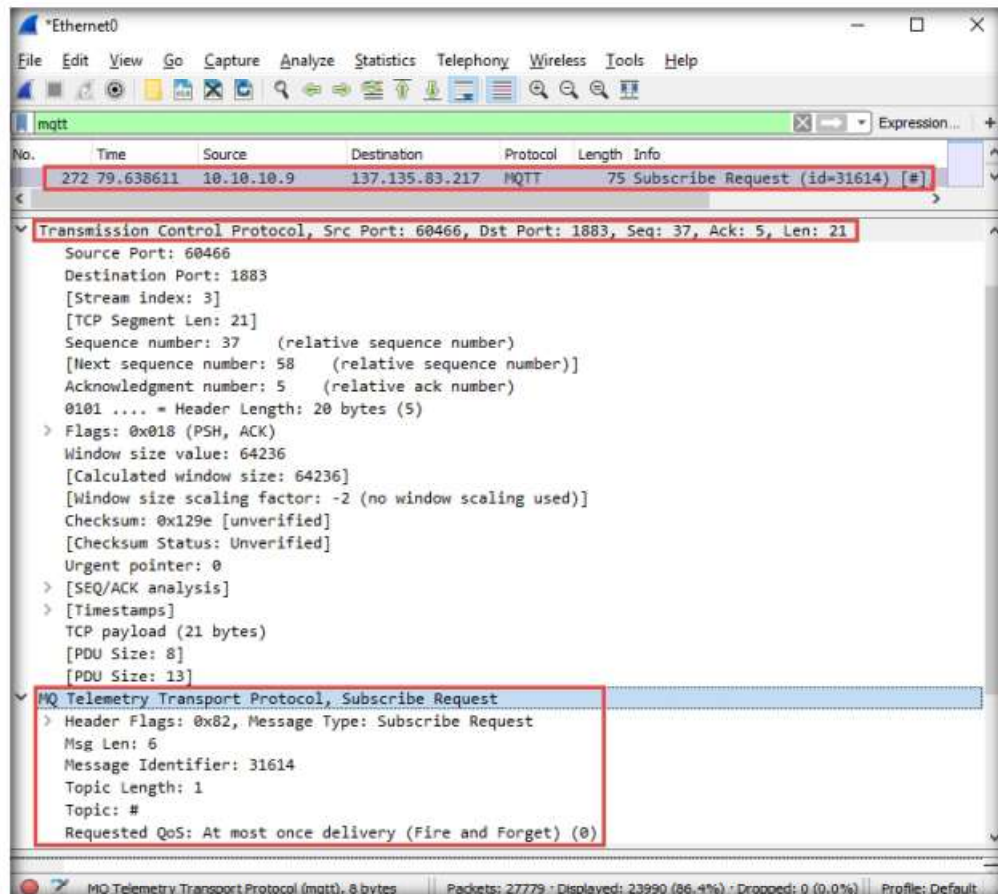 *Ethernet0
File Edit View Go Capture Analyze Statistics Telephony Wireless Tools Help
mqtt
Expression... +
No. Time Source Destination Protocol Length Info
272 79.638611 10.10.10.9 137.135.83.217 MQTT 75 Subscribe Request (id=31614) [#]
Transmission Control Protocol, Src Port: 60466, Dst Port: 1883, Seq: 37, Ack: 5, Len: 21
Source Port: 60466
Destination Port: 1883
[Stream index: 3]
[TCP Segment Len: 21]
Sequence number: 37 (relative sequence number)
[Next sequence number: 58 (relative sequence number)]
Acknowledgment number: 5 (relative ack number)
0101 .... = Header Length: 20 bytes (5)
Flags: 0x018 (PSH, ACK)
Window size value: 64236
[Calculated window size: 64236]
[Window size scaling factor: -2 (no window scaling used)]
Checksum: 0x129e [unverified]
[Checksum Status: Unverified]
Urgent pointer: 0
[SEQ/ACK analysis]
[Timestamps]
TCP payload (21 bytes)
[PDU Size: 8]
[PDU Size: 13]
MQ Telemetry Transport Protocol, Subscribe Request
Header Flags: 0x82, Message Type: Subscribe Request
Msg Len: 6
Message Identifier: 31614
Topic Length: 1
Topic: #
Requested QoS: At most once delivery (Fire and Forget) (0)
MQ Telemetry Transport Protocol (mqtt), 8 bytes Packets: 27779 · Displayed: 23990 (86.4%) · Dropped: 0 (0.0%) Profile: Default